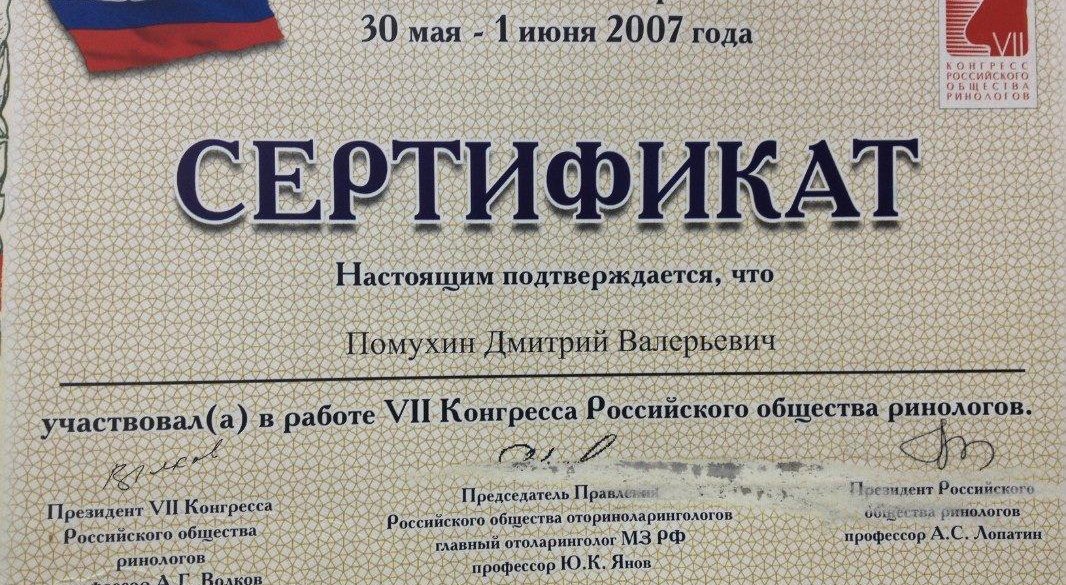 30 мая - 1 июня 2007 года
VII
КОНГРЕСС
РОССИЙСКОГО
ОБЩЕСТВА
РИНОЛОГОВ
СЕРТИФИКАТ
Настоящим подтверждается, что
Помухин Дмитрий Валерьевич
участвовал(а) в работе VII Конгресса Российского общества ринологов.
Волков
Президент VII Конгресса
Российского общества
ринологов
А.Г. Волков
Председатель Правления
Российского общества оториноларингологов
главный отоларинголог МЗ РФ
профессор Ю.К. Янов
Президент Российского
общества ринологов
профессор А.С. Лопатин